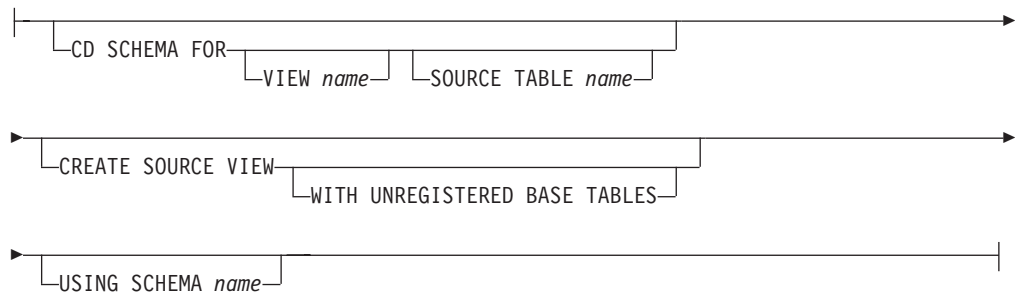 CD SCHEMA FOR
VIEW name
SOURCE TABLE name
CREATE SOURCE VIEW
WITH UNREGISTERED BASE TABLES
USING SCHEMA name